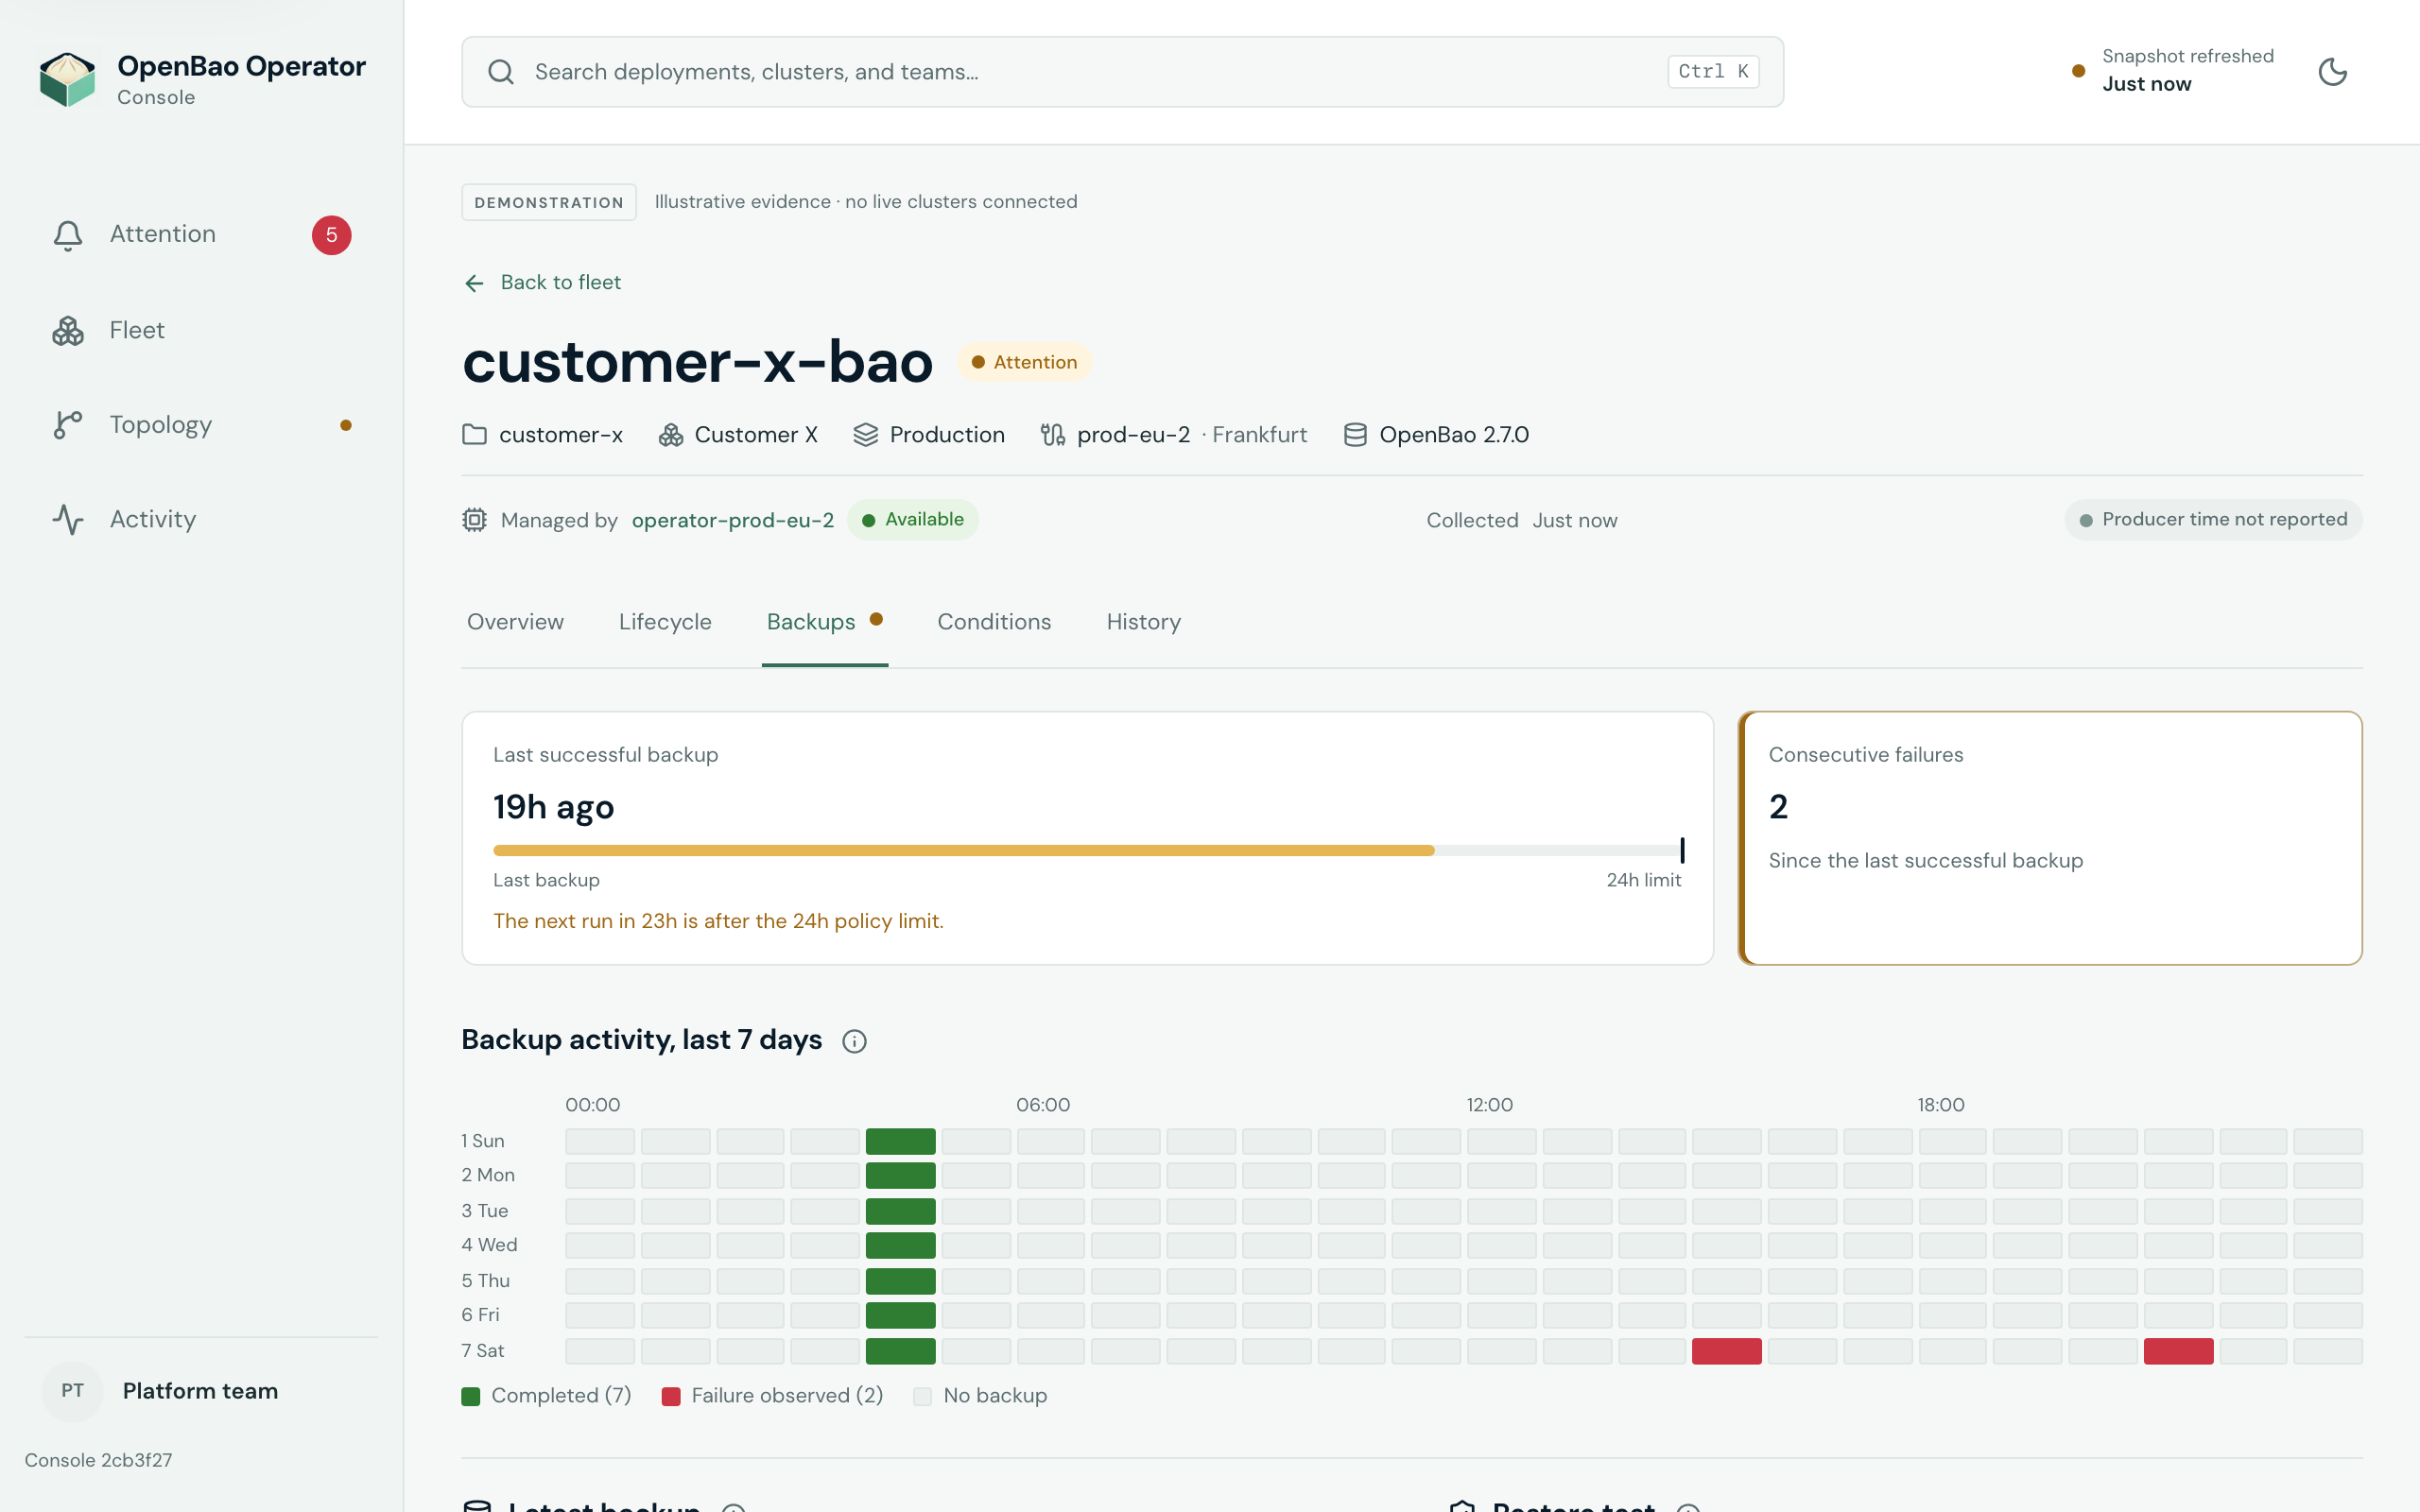 OpenBao Operator
Console
Search deployments, clusters, and teams...
Ctrl K
Snapshot refreshed
Just now
Attention
5
Fleet
Topology
Activity
DEMONSTRATION
Illustrative evidence · no live clusters connected
Back to fleet
customer-x-bao
Attention
customer-x
Customer X
Production
prod-eu-2 · Frankfurt
OpenBao 2.7.0
Managed by operator-prod-eu-2
Available
Collected Just now
Producer time not reported
Overview
Lifecycle
Backups
Conditions
History
Last successful backup
19h ago
Last backup
24h limit
The next run in 23h is after the 24h policy limit.
Consecutive failures
2
Since the last successful backup
Backup activity, last 7 days
00:00
06:00
12:00
18:00
1 Sun
2 Mon
3 Tue
4 Wed
5 Thu
6 Fri
7 Sat
Completed (7)
Failure observed (2)
No backup
Latest backup
Restore test
PT
Platform team
Console 2cb3f27